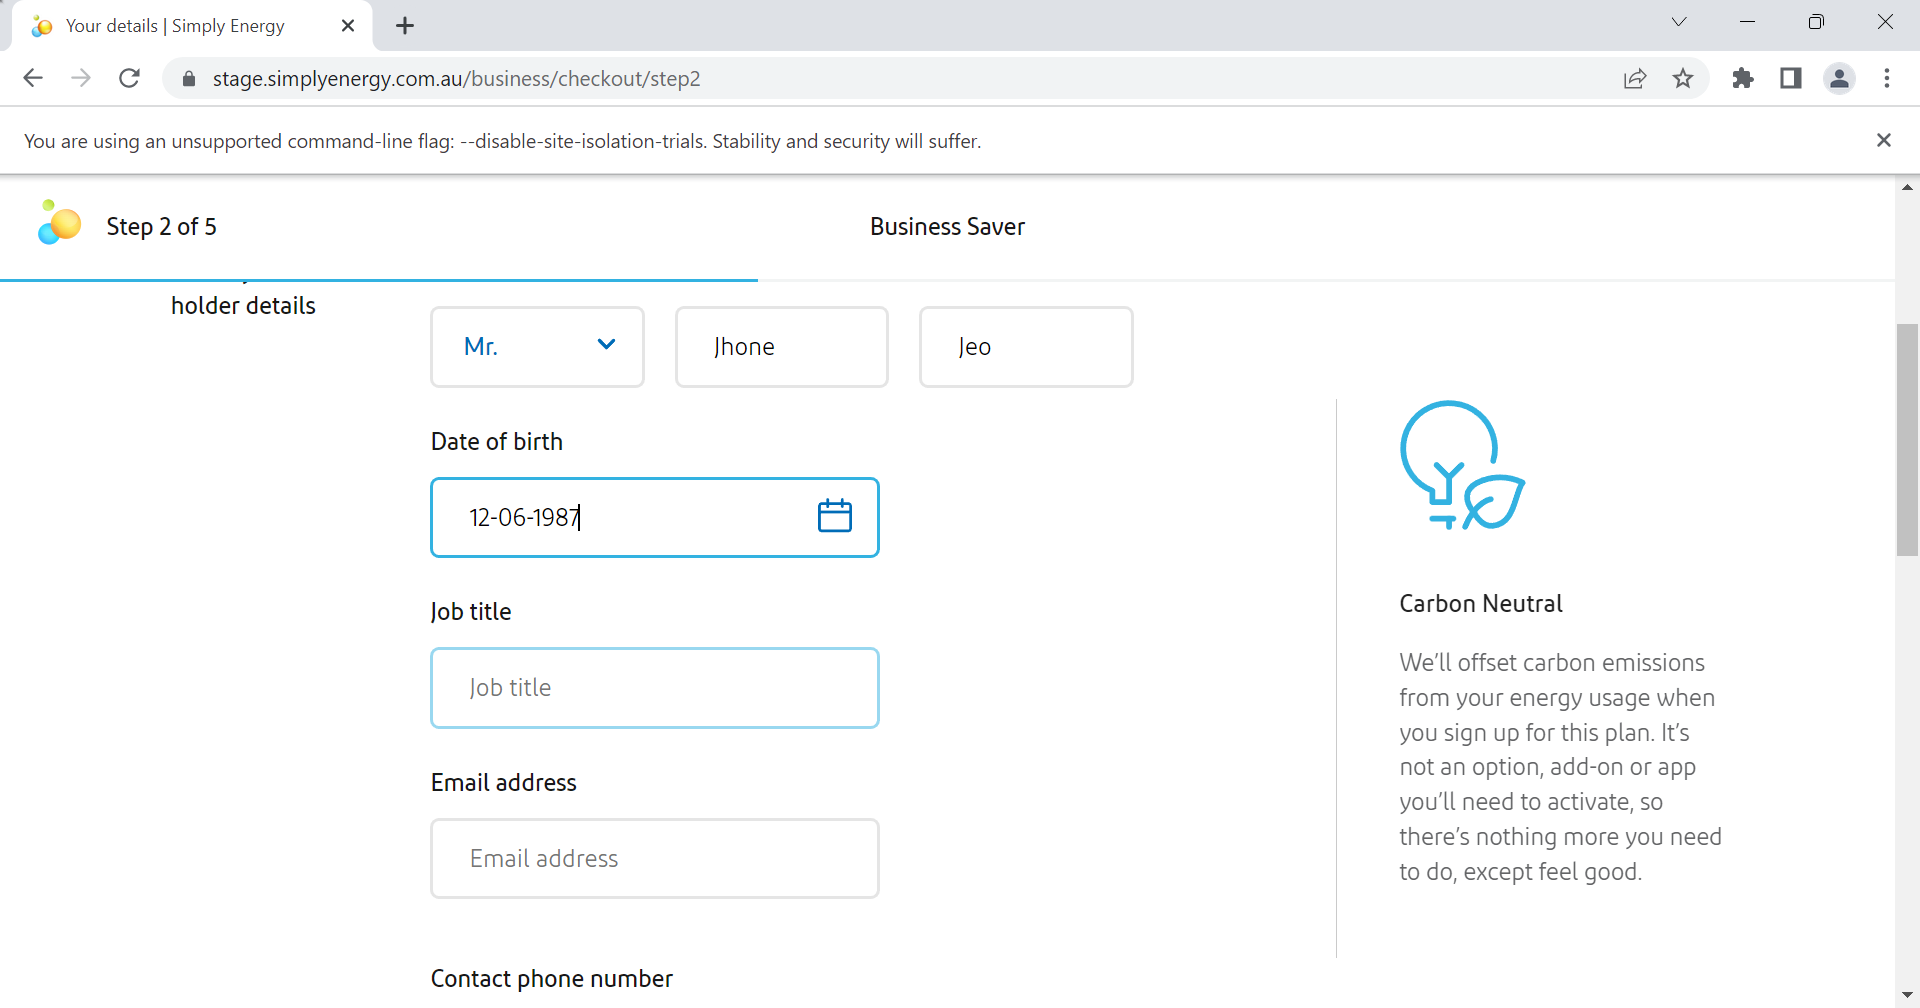 Your details | Simply Energy
stage.simplyenergy.com.au/business/checkout/step2
You are using an unsupported command-line flag: --disable-site-isolation-trials. Stability and security will suffer.
Step 2 of 5
Business Saver
holder details
Mr.
Jhone
Jeo
Date of birth
12-06-1987
Job title
Job title
Email address
Email address
Contact phone number
Carbon Neutral
We'll offset carbon emissions
from your energy usage when
you sign up for this plan. It's
not an option, add-on or app
you'll need to activate, so
there's nothing more you need
to do, except feel good.